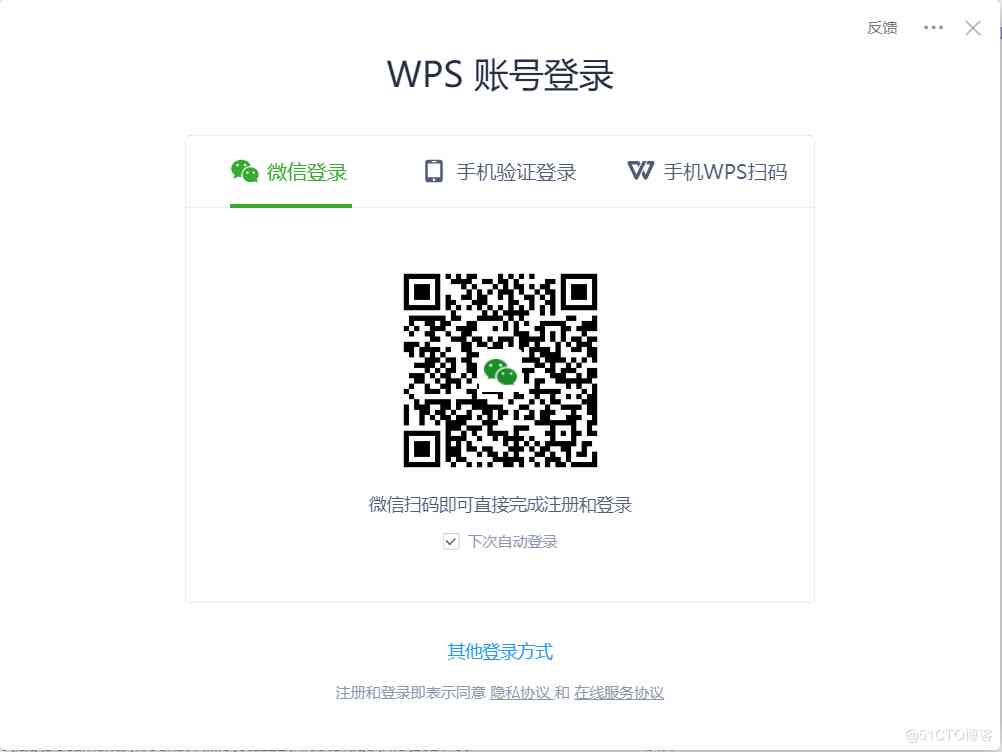 反馈
WPS 账号登录
微信登录 手机验证登录 手机WPS扫码
微信扫码即可直接完成注册和登录
下次自动登录
其他登录方式
注册和登录即表示同意 隐私协议 和 在线服务协议
@51CTO博客